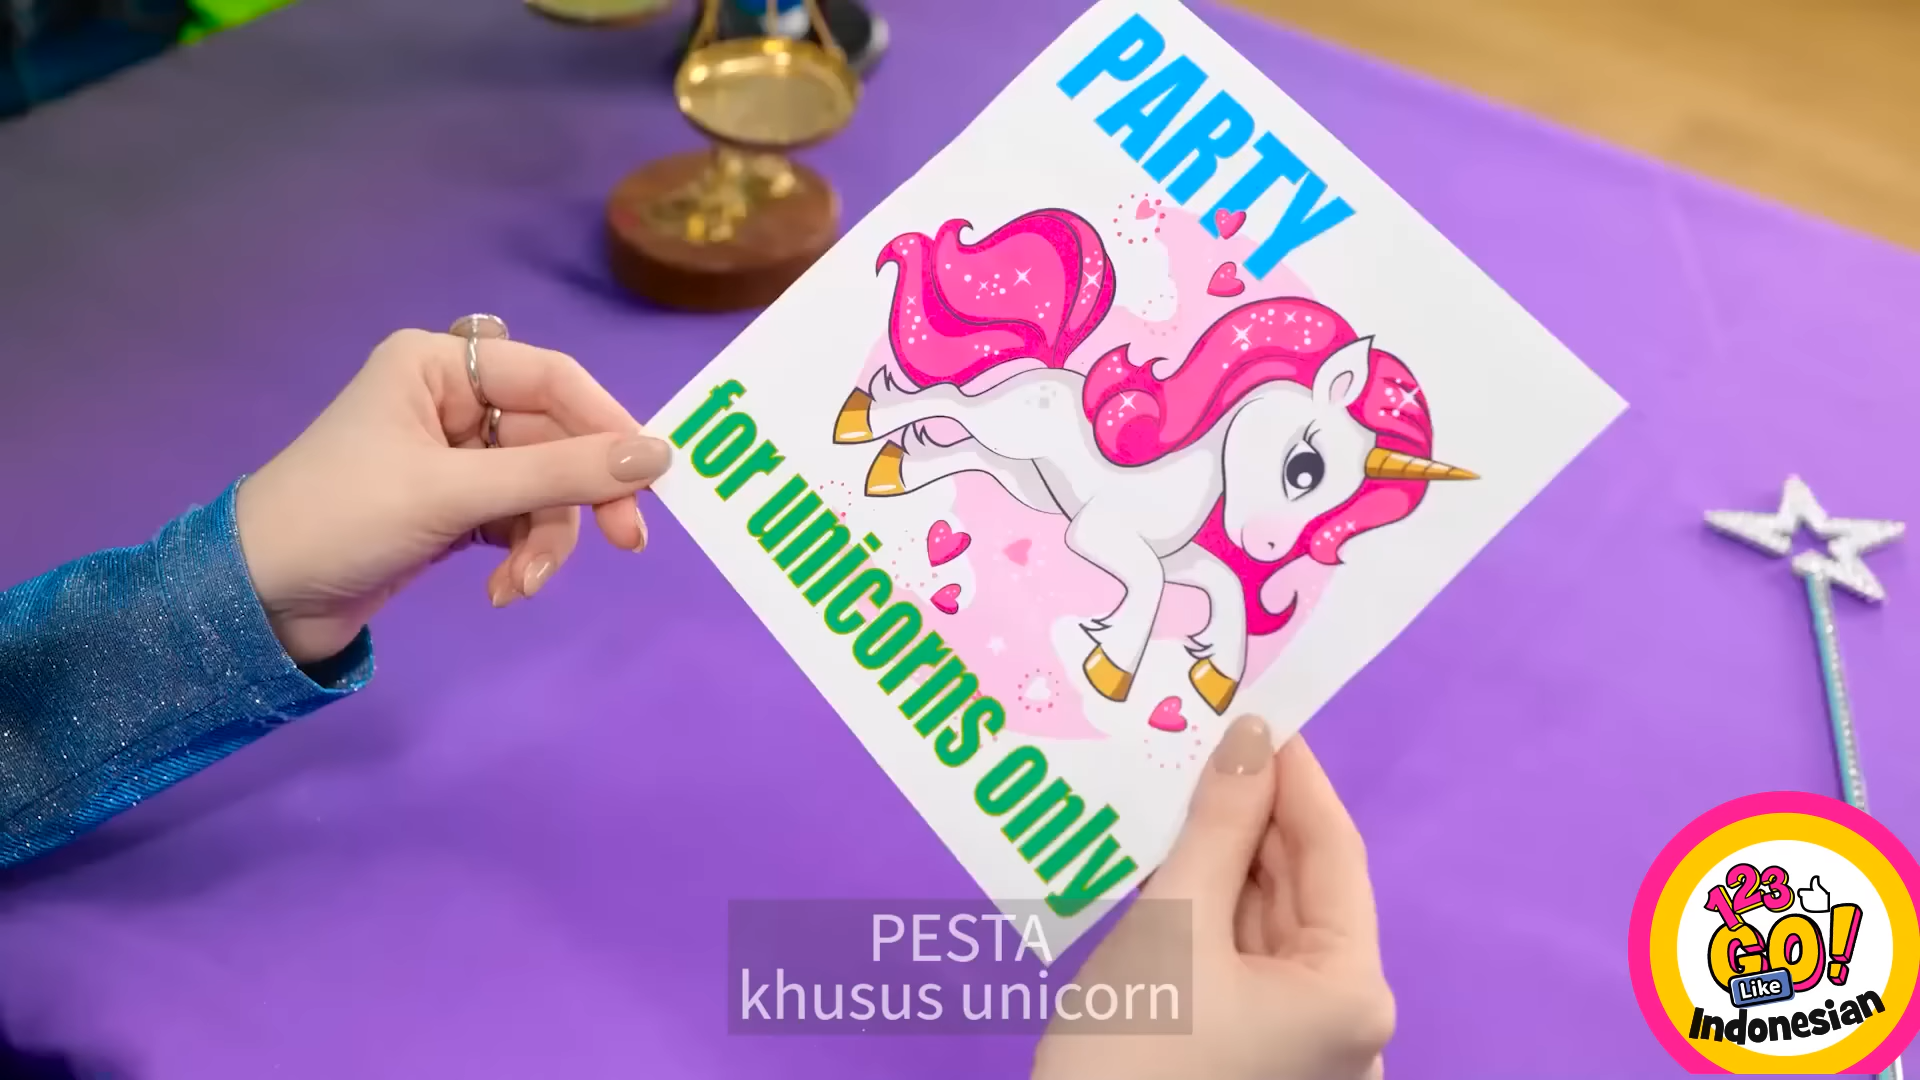 PARTY
for unicorns only
PESTA
khusus unicorn
123
GO!
Like
Indonesian